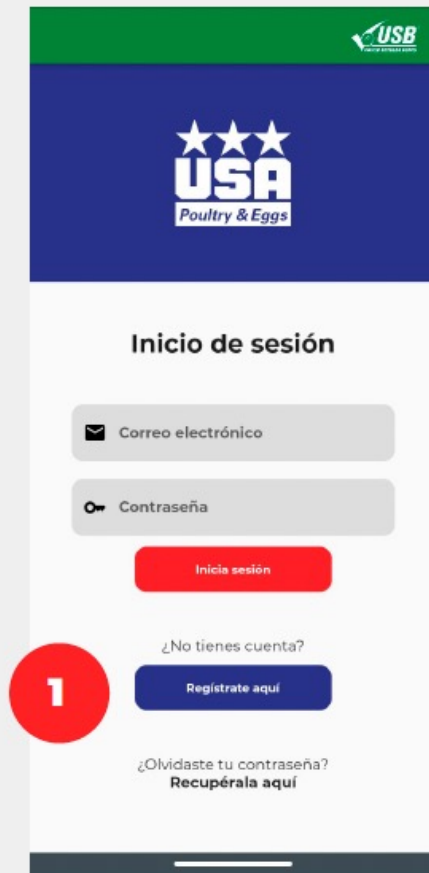 USB
USA
Poultry & Eggs
Inicio de sesión
Correo electrónico
Contraseña
Inicia sesión
¿No tienes cuenta?
1
Regístrate aquí
¿Olvidaste tu contraseña?
Recupérala aquí